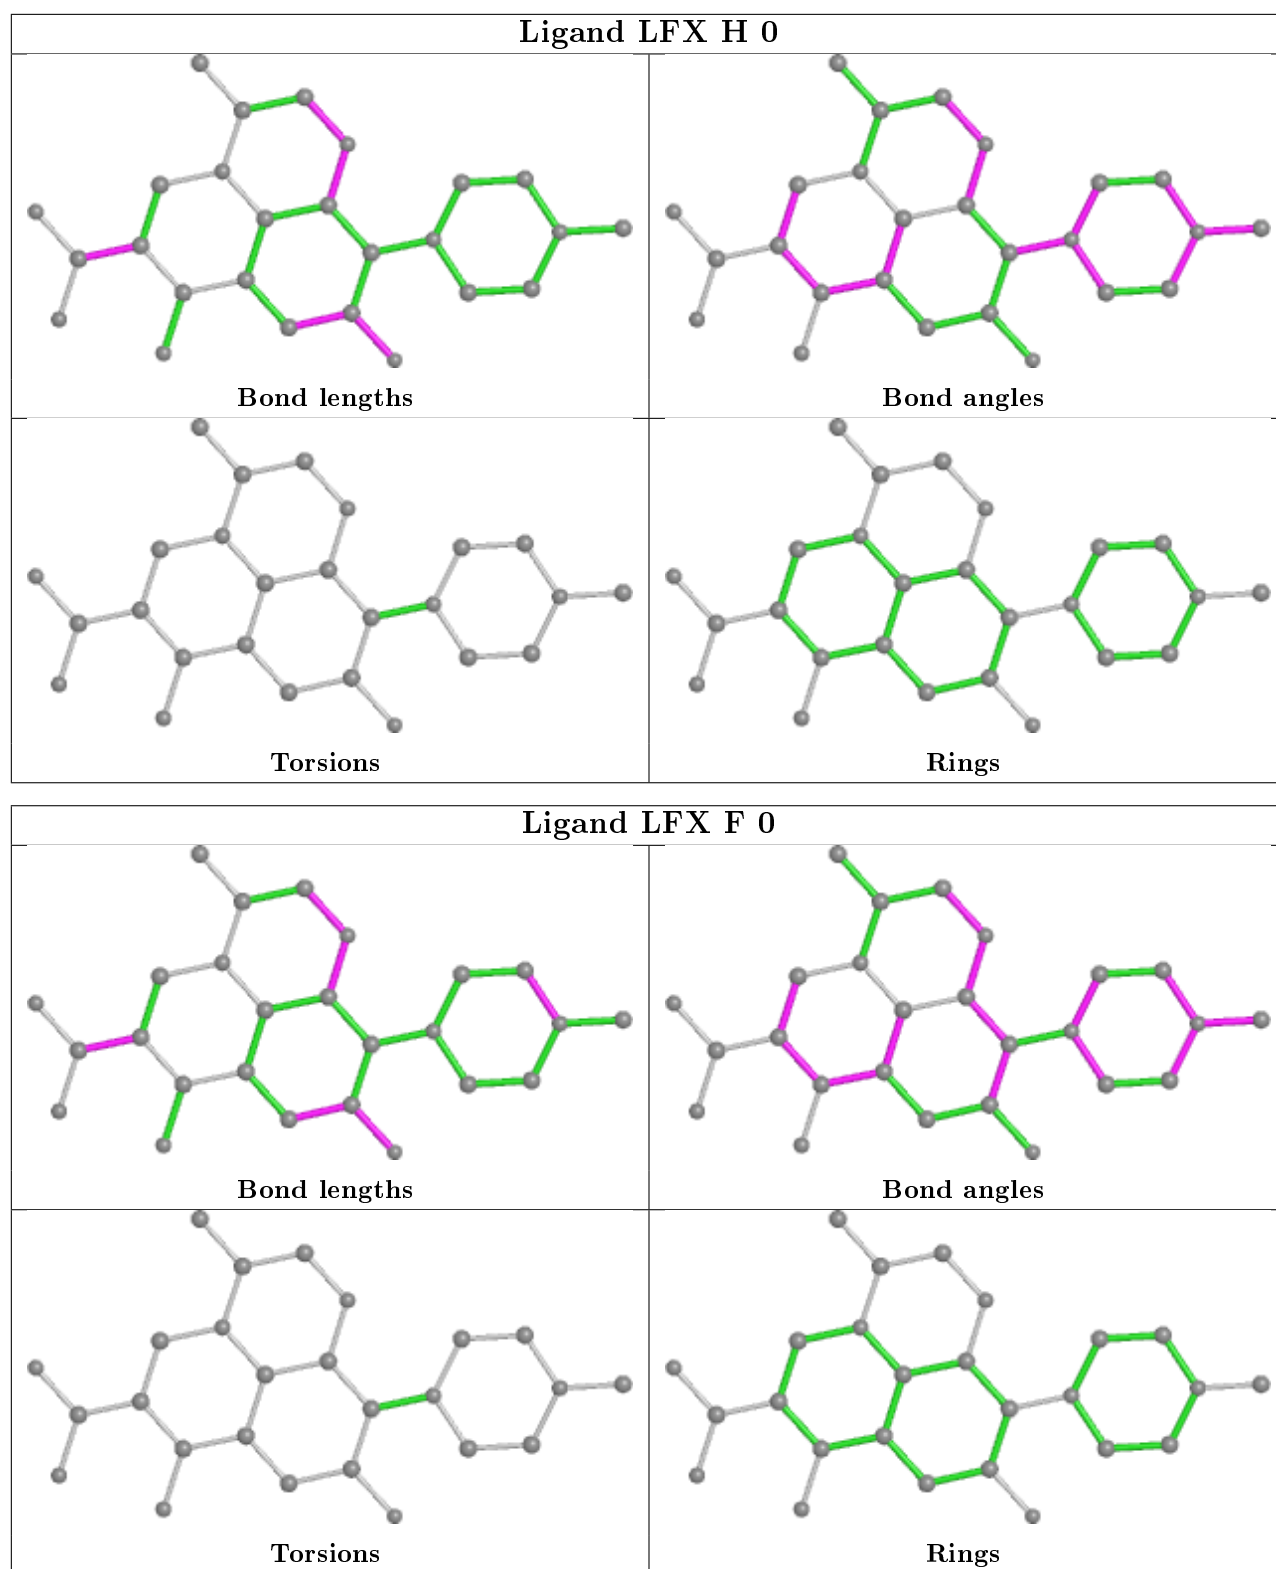 Ligand LFX H 0
Bond lengths
Bond angles
Torsions
Rings
Ligand LFX F 0
Bond lengths
Bond angles
Torsions
Rings